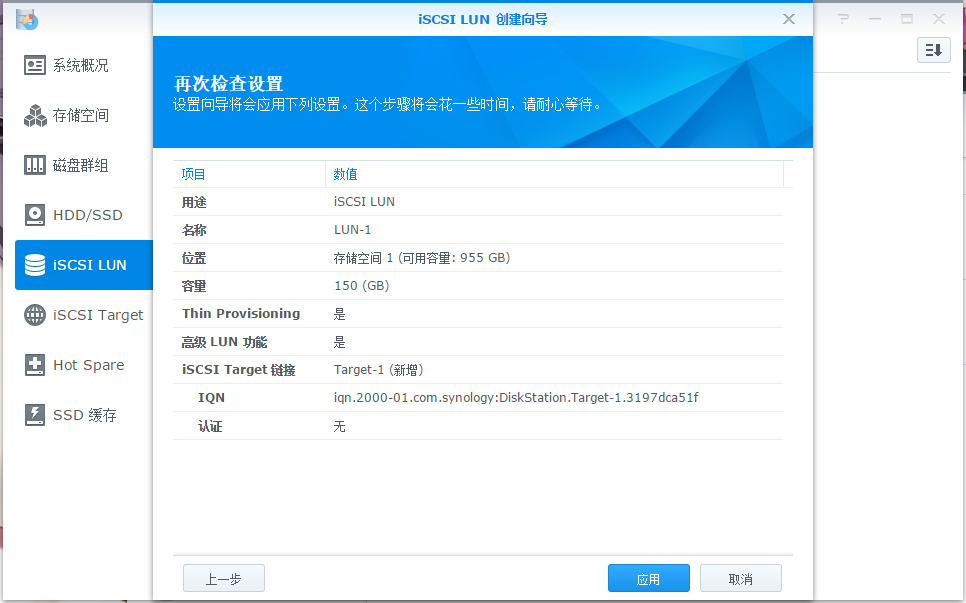 iSCSI LUN 创建向导
系统概况
存储空间
磁盘群组
HDD/SSD
iSCSI LUN
iSCSI Target
Hot Spare
SSD 缓存
再次检查设置
设置向导将会应用下列设置。这个步骤将会花一些时间，请耐心等待。
项目 数值
用途 iSCSI LUN
名称 LUN-1
位置 存储空间 1 (可用容量: 955 GB)
容量 150 (GB)
Thin Provisioning 是
高级 LUN 功能 是
iSCSI Target 链接 Target-1 (新增)
IQN iqn.2000-01.com.synology:DiskStation.Target-1.3197dca51f
认证 无
上一步 应用 取消